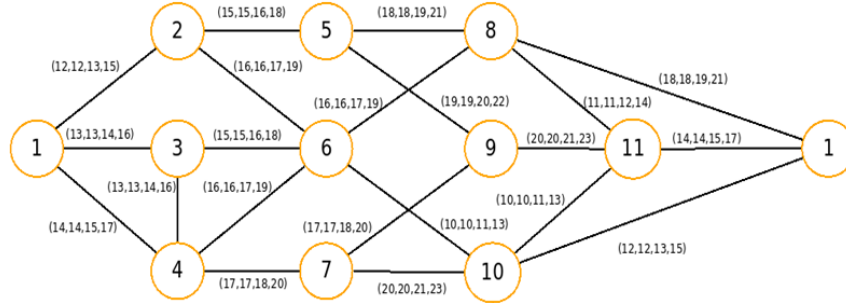 (15,15,16,18) (18,18,19,21)
2 5 8
(12,12,13,15) (16,16,17,19) (18,18,19,21)
(16,16,17,19) (19,19,20,22) (11,11,12,14)
1 (13,13,14,16) 3 (15,15,16,18) 6 9 (20,20,21,23) 11 (14,14,15,17) 1
(13,13,14,16) (16,16,17,19) (10,10,11,13)
(14,14,15,17) (17,17,18,20) (10,10,11,13)
(12,12,13,15)
4 7 10
(17,17,18,20) (20,20,21,23)